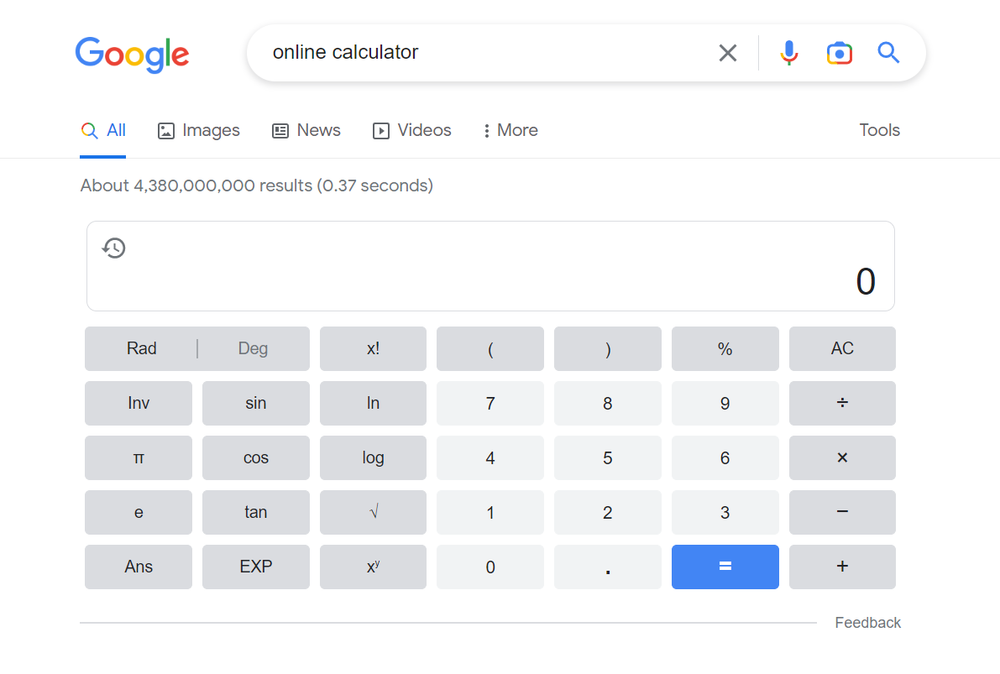 Google online calculator
All Images News Videos More Tools
About 4,380,000,000 results (0.37 seconds)
0
Rad Deg x! ( ) % AC
Inv sin ln 7 8 9 ÷
π cos log 4 5 6 ×
e tan √ 1 2 3 −
Ans EXP xʸ 0 . = +
Feedback